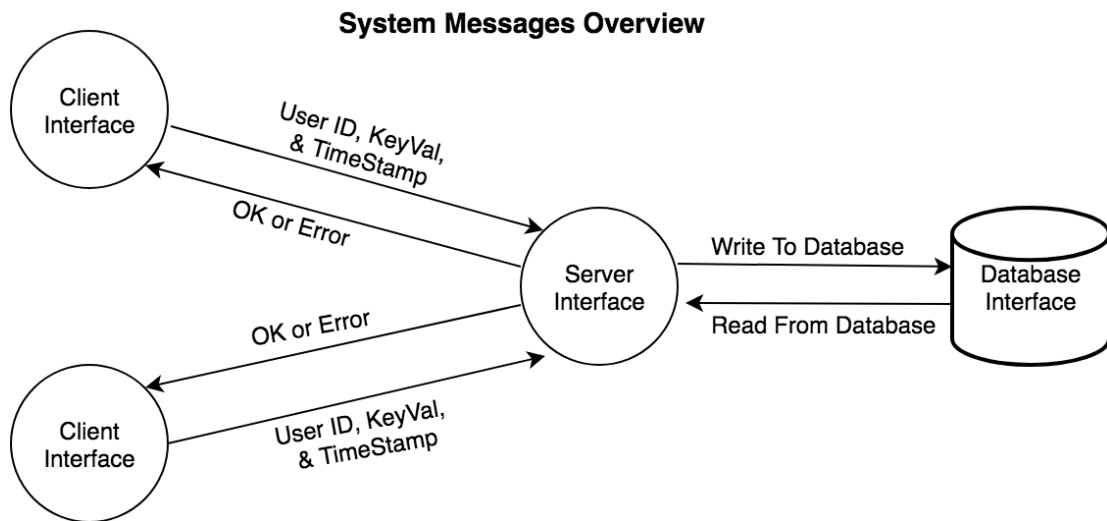 System Messages Overview
Client
Interface
User ID, KeyVal,
& TimeStamp
OK or Error
Server
Interface
Write To Database
Read From Database
Database
Interface
OK or Error
User ID, KeyVal,
& TimeStamp
Client
Interface